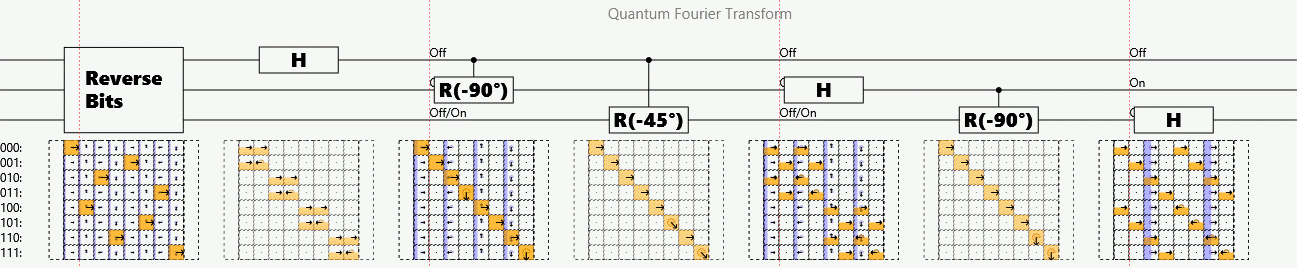 Quantum Fourier Transform
Off
Off
Off
Reverse
Bits
H
R(-90°)
H
On
R(-90°)
Off/On
R(-45°)
Off/On
H
000:
001:
010:
011:
100:
101:
110:
111: